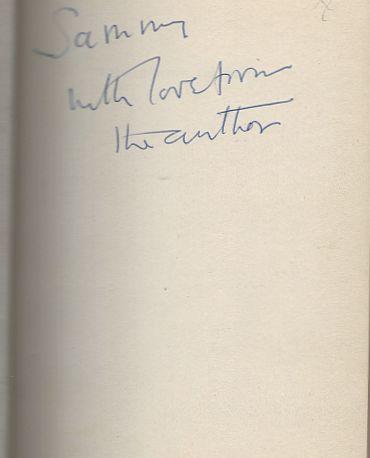 Sammy
with love from
the author